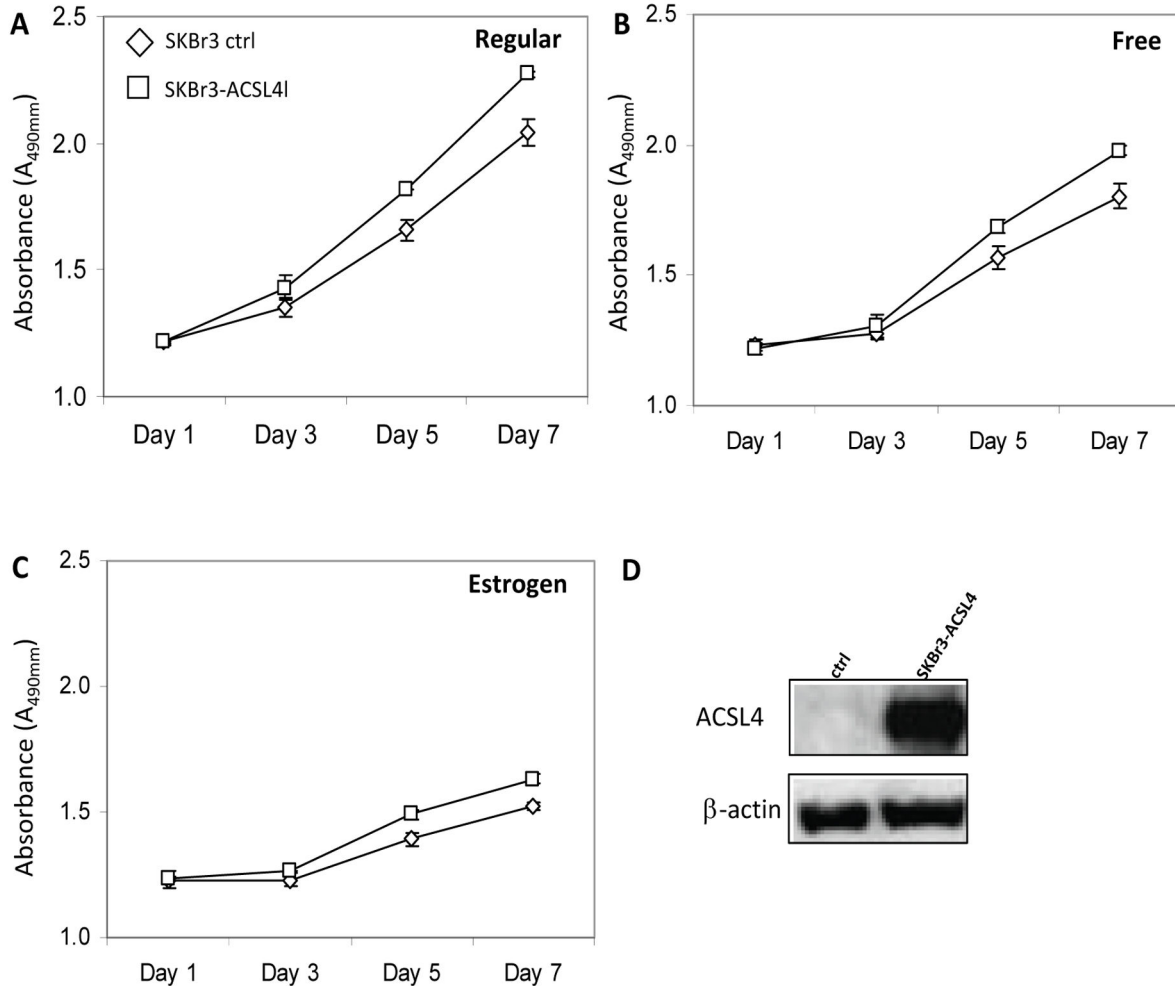 A
2.5
SKBr3 ctrl
Regular
SKBr3-ACSL4l
2.0
1.5
1.0
Absorbance (A490mm)
Day 1 Day 3 Day 5 Day 7
B
2.5
Free
2.0
1.5
1.0
Absorbance (A490mm)
Day 1 Day 3 Day 5 Day 7
C
2.5
Estrogen
2.0
1.5
1.0
Absorbance (A490mm)
Day 1 Day 3 Day 5 Day 7
D
ctrl SKBr3-ACSL4
ACSL4
β-actin